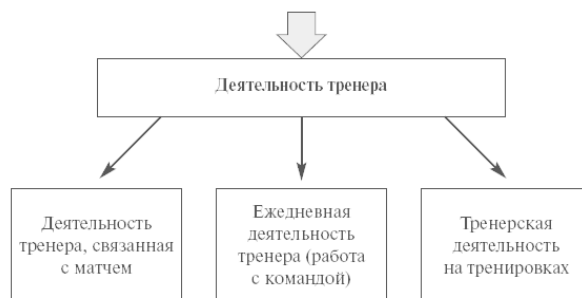 Деятельность тренера
Деятельность
тренера, связанная
с матчем
Ежедневная
деятельность
тренера (работа
с командой)
Тренерская
деятельность
на тренировках